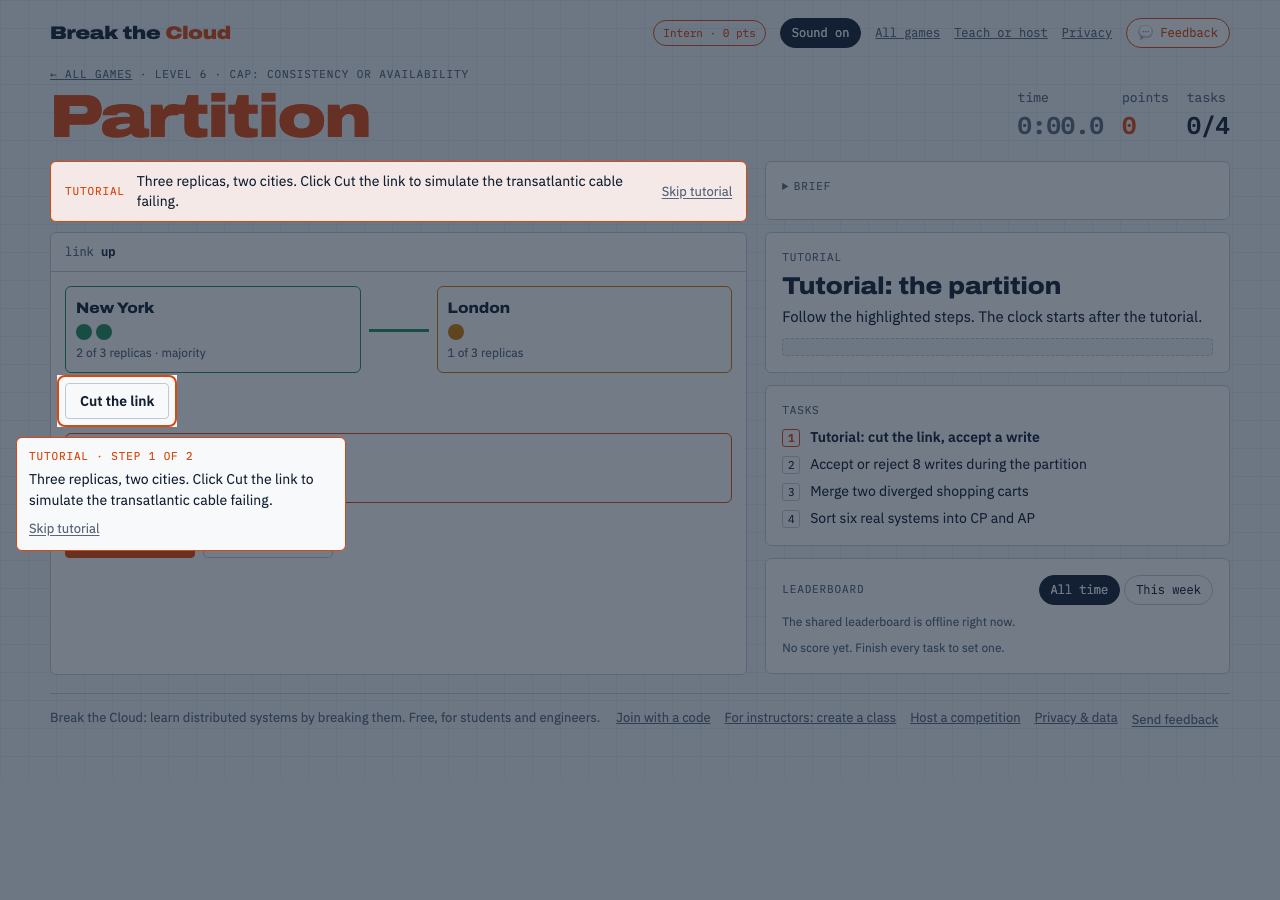 Break the Cloud
Intern · 0 pts
Sound on
All games
Teach or host
Privacy
💬 Feedback
← ALL GAMES · LEVEL 6 · CAP: CONSISTENCY OR AVAILABILITY
Partition
time
0:00.0
points
0
tasks
0/4
TUTORIAL
Three replicas, two cities. Click Cut the link to simulate the transatlantic cable
failing.
Skip tutorial
link up
New York
2 of 3 replicas · majority
London
1 of 3 replicas
Cut the link
TUTORIAL · STEP 1 OF 2
Three replicas, two cities. Click Cut the link to
simulate the transatlantic cable failing.
Skip tutorial
▶ BRIEF
TUTORIAL
Tutorial: the partition
Follow the highlighted steps. The clock starts after the tutorial.
TASKS
1 Tutorial: cut the link, accept a write
2 Accept or reject 8 writes during the partition
3 Merge two diverged shopping carts
4 Sort six real systems into CP and AP
LEADERBOARD
All time
This week
The shared leaderboard is offline right now.
No score yet. Finish every task to set one.
Break the Cloud: learn distributed systems by breaking them. Free, for students and engineers.
Join with a code
For instructors: create a class
Host a competition
Privacy & data
Send feedback